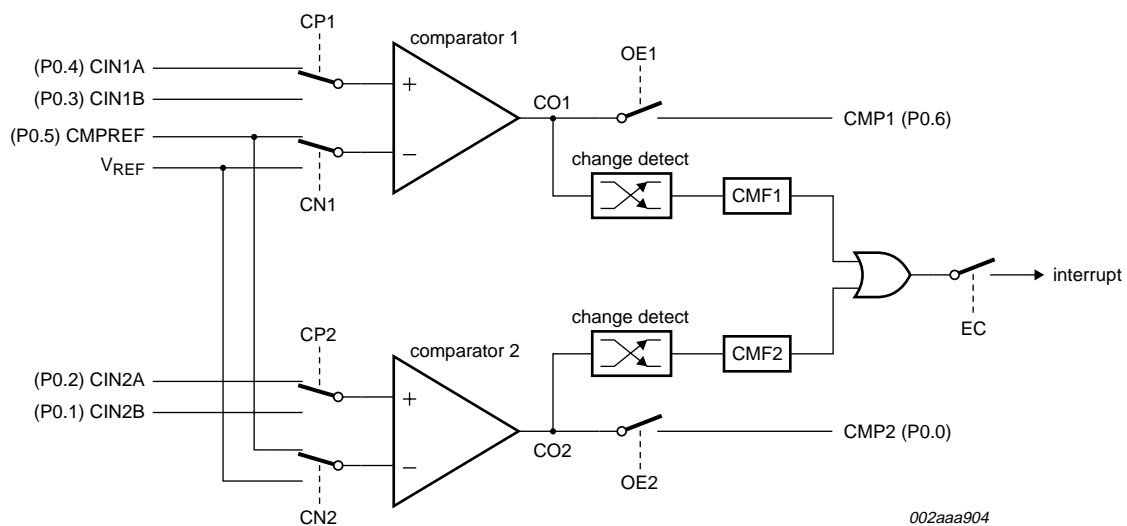 CP1
comparator 1
OE1
(P0.4) CIN1A
+
(P0.3) CIN1B
CO1
CMP1 (P0.6)
(P0.5) CMPREF
−
change detect
VREF
CN1
CMF1
interrupt
change detect
EC
CP2
comparator 2
CMF2
(P0.2) CIN2A
+
(P0.1) CIN2B
CO2
CMP2 (P0.0)
−
OE2
CN2
002aaa904